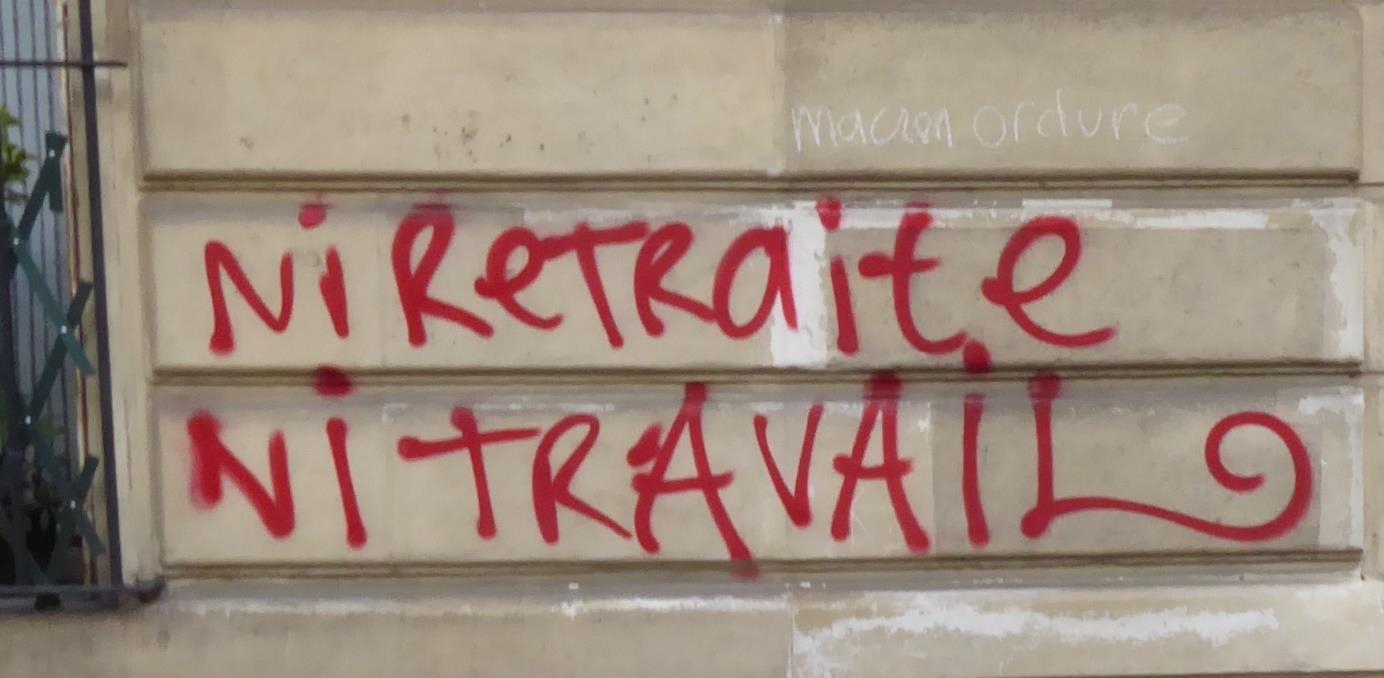 macron ordure
Ni RetRaite
Ni TRAVAIL